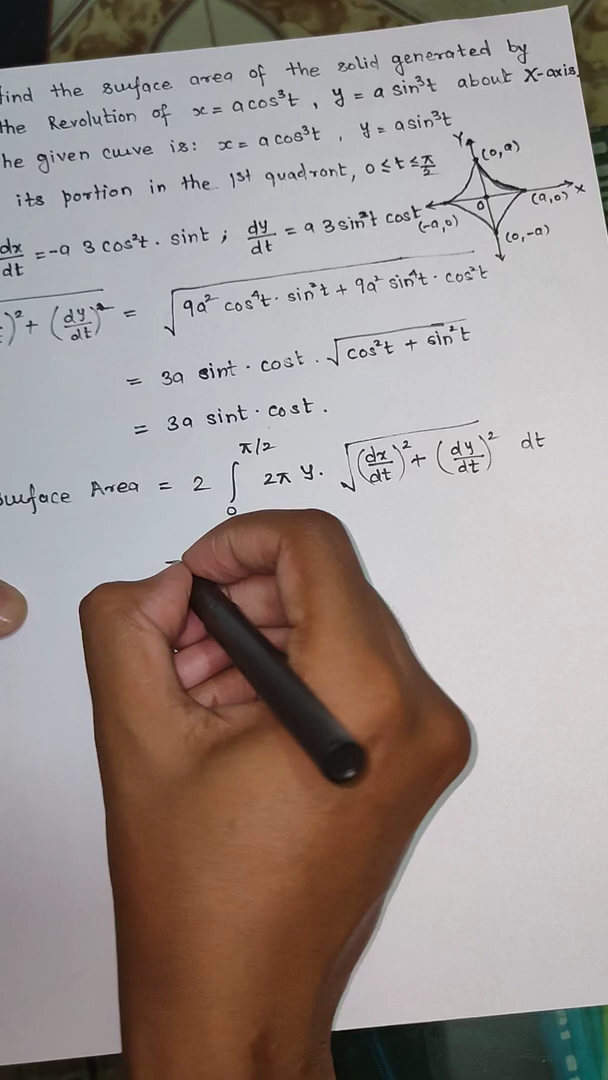 find the surface area of the solid generated by
the Revolution of x = a cos³t , y = a sin³t about X-axis.
he given curve is: x = a cos³t , y = a sin³t
its portion in the 1st quadront, 0 ≤ t ≤ π/2
Y
(0,a)
0
(a,0) X
(-a,0)
(0,-a)
dx/dt = -a 3 cos²t . sint ; dy/dt = a 3 sin²t cost
)² + (dy/dt)² = √(9a² cos⁴t . sin²t + 9a² sin⁴t . cos²t)
= 3a sint . cost . √(cos²t + sin²t)
= 3a sint . cost .
Surface Area = 2 ∫₀^(π/2) 2π y . √((dx/dt)² + (dy/dt)²) dt